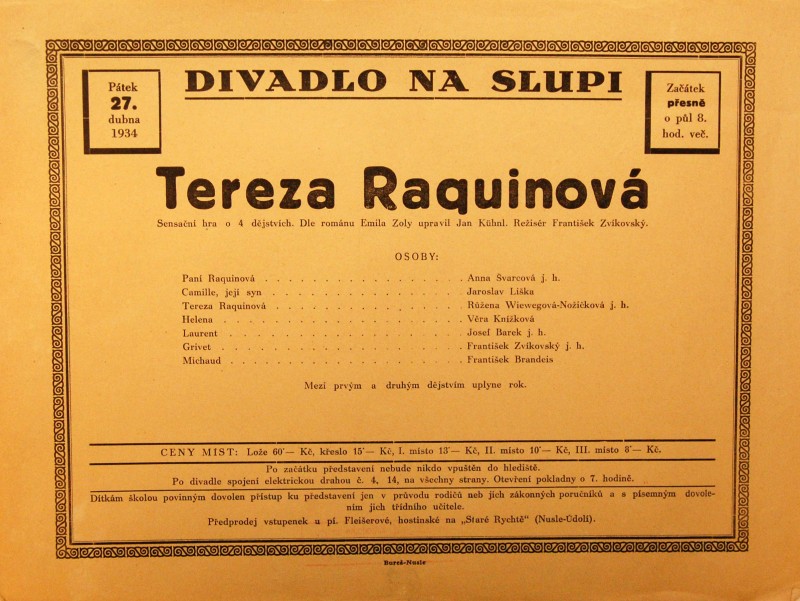 Pátek
27.
dubna
1934
DIVADLO NA SLUPI
Začátek
přesně
o půl 8.
hod. več.
Tereza Raquinová
Sensační hra o 4 dějstvích. Dle románu Emila Zoly upravil Jan Kühnl. Režisér František Zvíkovský.
OSOBY:
Paní Raquinová . . . . . . . . . . . . . . . Anna Švarcová j. h.
Camille, její syn . . . . . . . . . . . . . . . Jaroslav Liška
Tereza Raquinová . . . . . . . . . . . . . . Růžena Wiewegová-Nožičková j. h.
Helena . . . . . . . . . . . . . . . . . . Věra Knížková
Laurent . . . . . . . . . . . . . . . . . Josef Barek j. h.
Grivet . . . . . . . . . . . . . . . . . . František Zvíkovský j. h.
Michaud . . . . . . . . . . . . . . . . . František Brandeis
Mezi prvým a druhým dějstvím uplyne rok.
CENY MÍST: Lože 60'— Kč, křeslo 15'— Kč, I. místo 13'— Kč, II. místo 10'— Kč, III. místo 8'— Kč.
Po začátku představení nebude nikdo vpuštěn do hlediště.
Po divadle spojení elektrickou drahou č. 4, 14, na všechny strany. Otevření pokladny o 7. hodině.
Dítkám školou povinným dovolen přístup ku představení jen v průvodu rodičů neb jich zákonných poručníků a s písemným dovole-
ním jich třídního učitele.
Předprodej vstupenek u pí. Fleišerové, hostinské na „Staré Rychtě" (Nusle-Údolí).
Bureš-Nusle